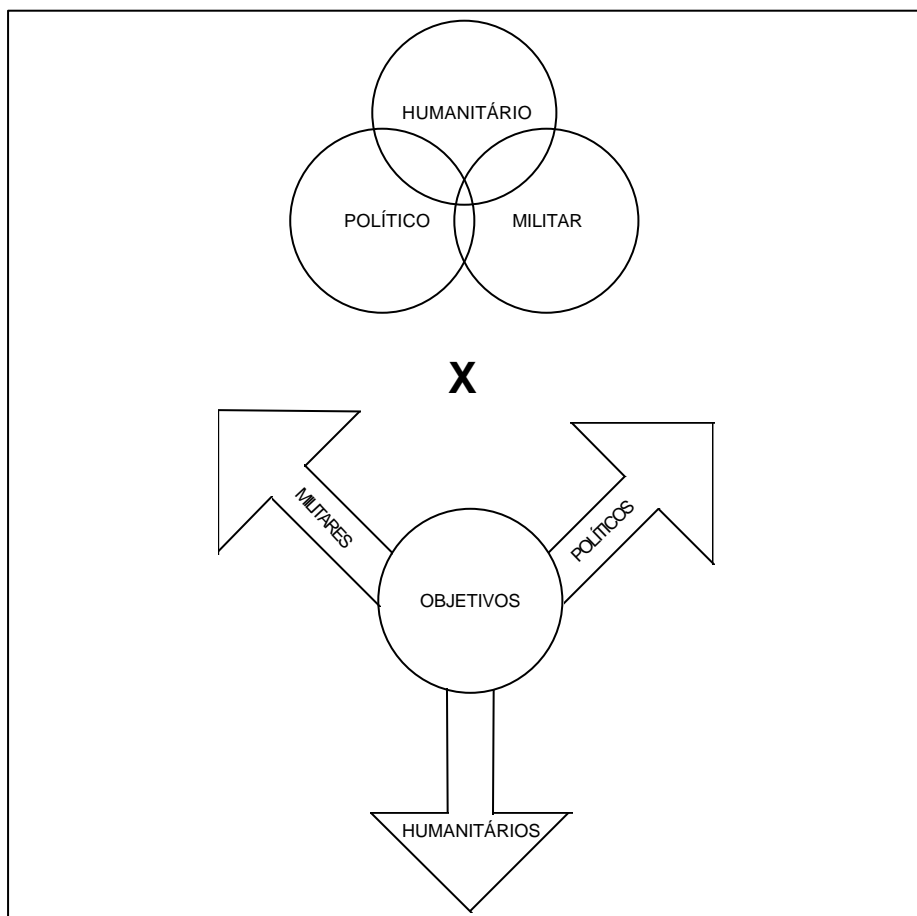 HUMANITÁRIO
POLÍTICO
MILITAR
X
MILITARES
POLÍTICOS
OBJETIVOS
HUMANITÁRIOS